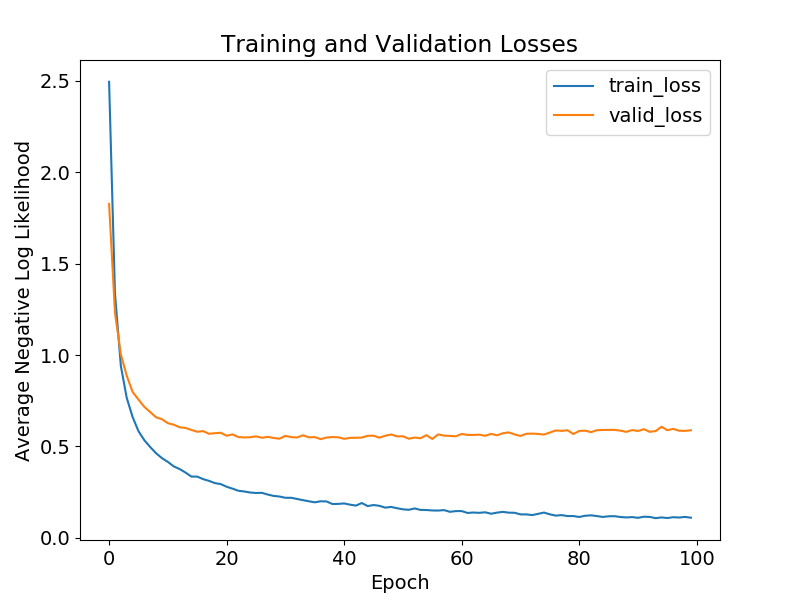 Training and Validation Losses
train_loss
valid_loss
Average Negative Log Likelihood
2.5
2.0
1.5
1.0
0.5
0.0
0 20 40 60 80 100
Epoch